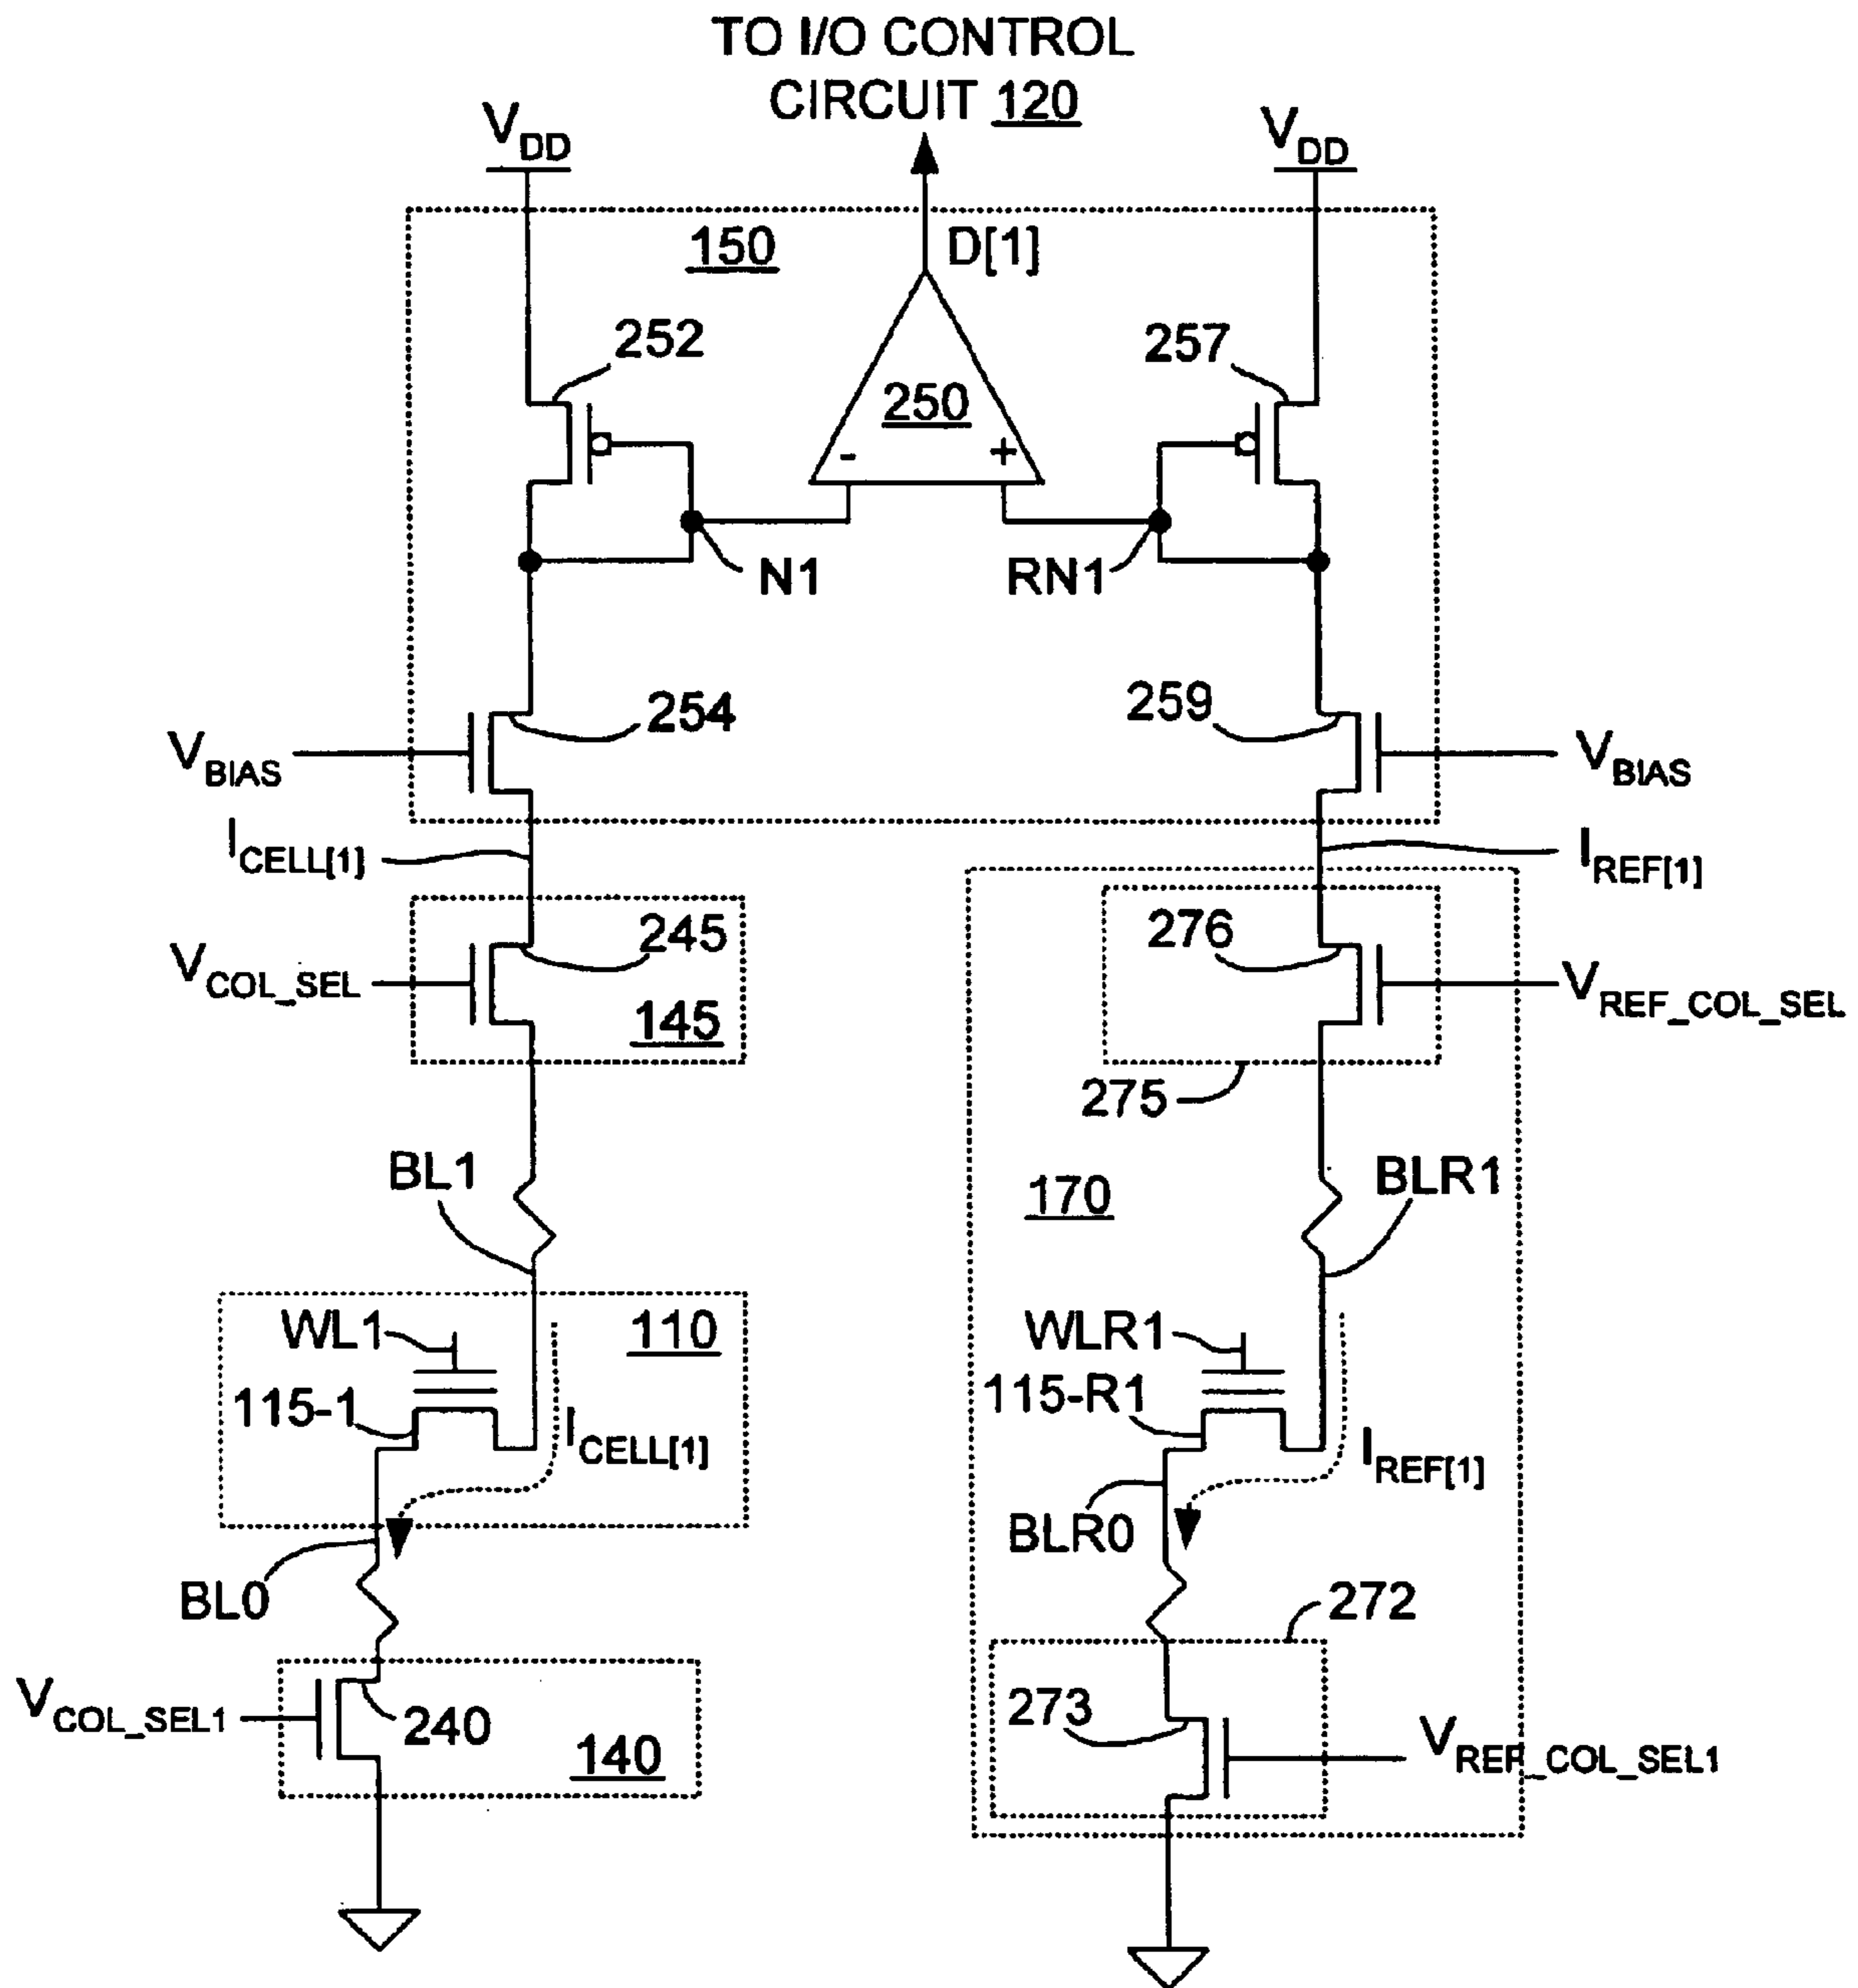 TO I/O CONTROL
CIRCUIT 120
VDD
VDD
150
D[1]
252
257
250
-
+
N1
RN1
254
259
VBIAS
VBIAS
ICELL[1]
IREF[1]
245
276
VCOL_SEL
VREF_COL_SEL
145
275
BL1
BLR1
170
WL1
110
WLR1
115-1
115-R1
ICELL[1]
IREF[1]
BLR0
BL0
272
VCOL_SEL1
240
273
140
VREF_COL_SEL1